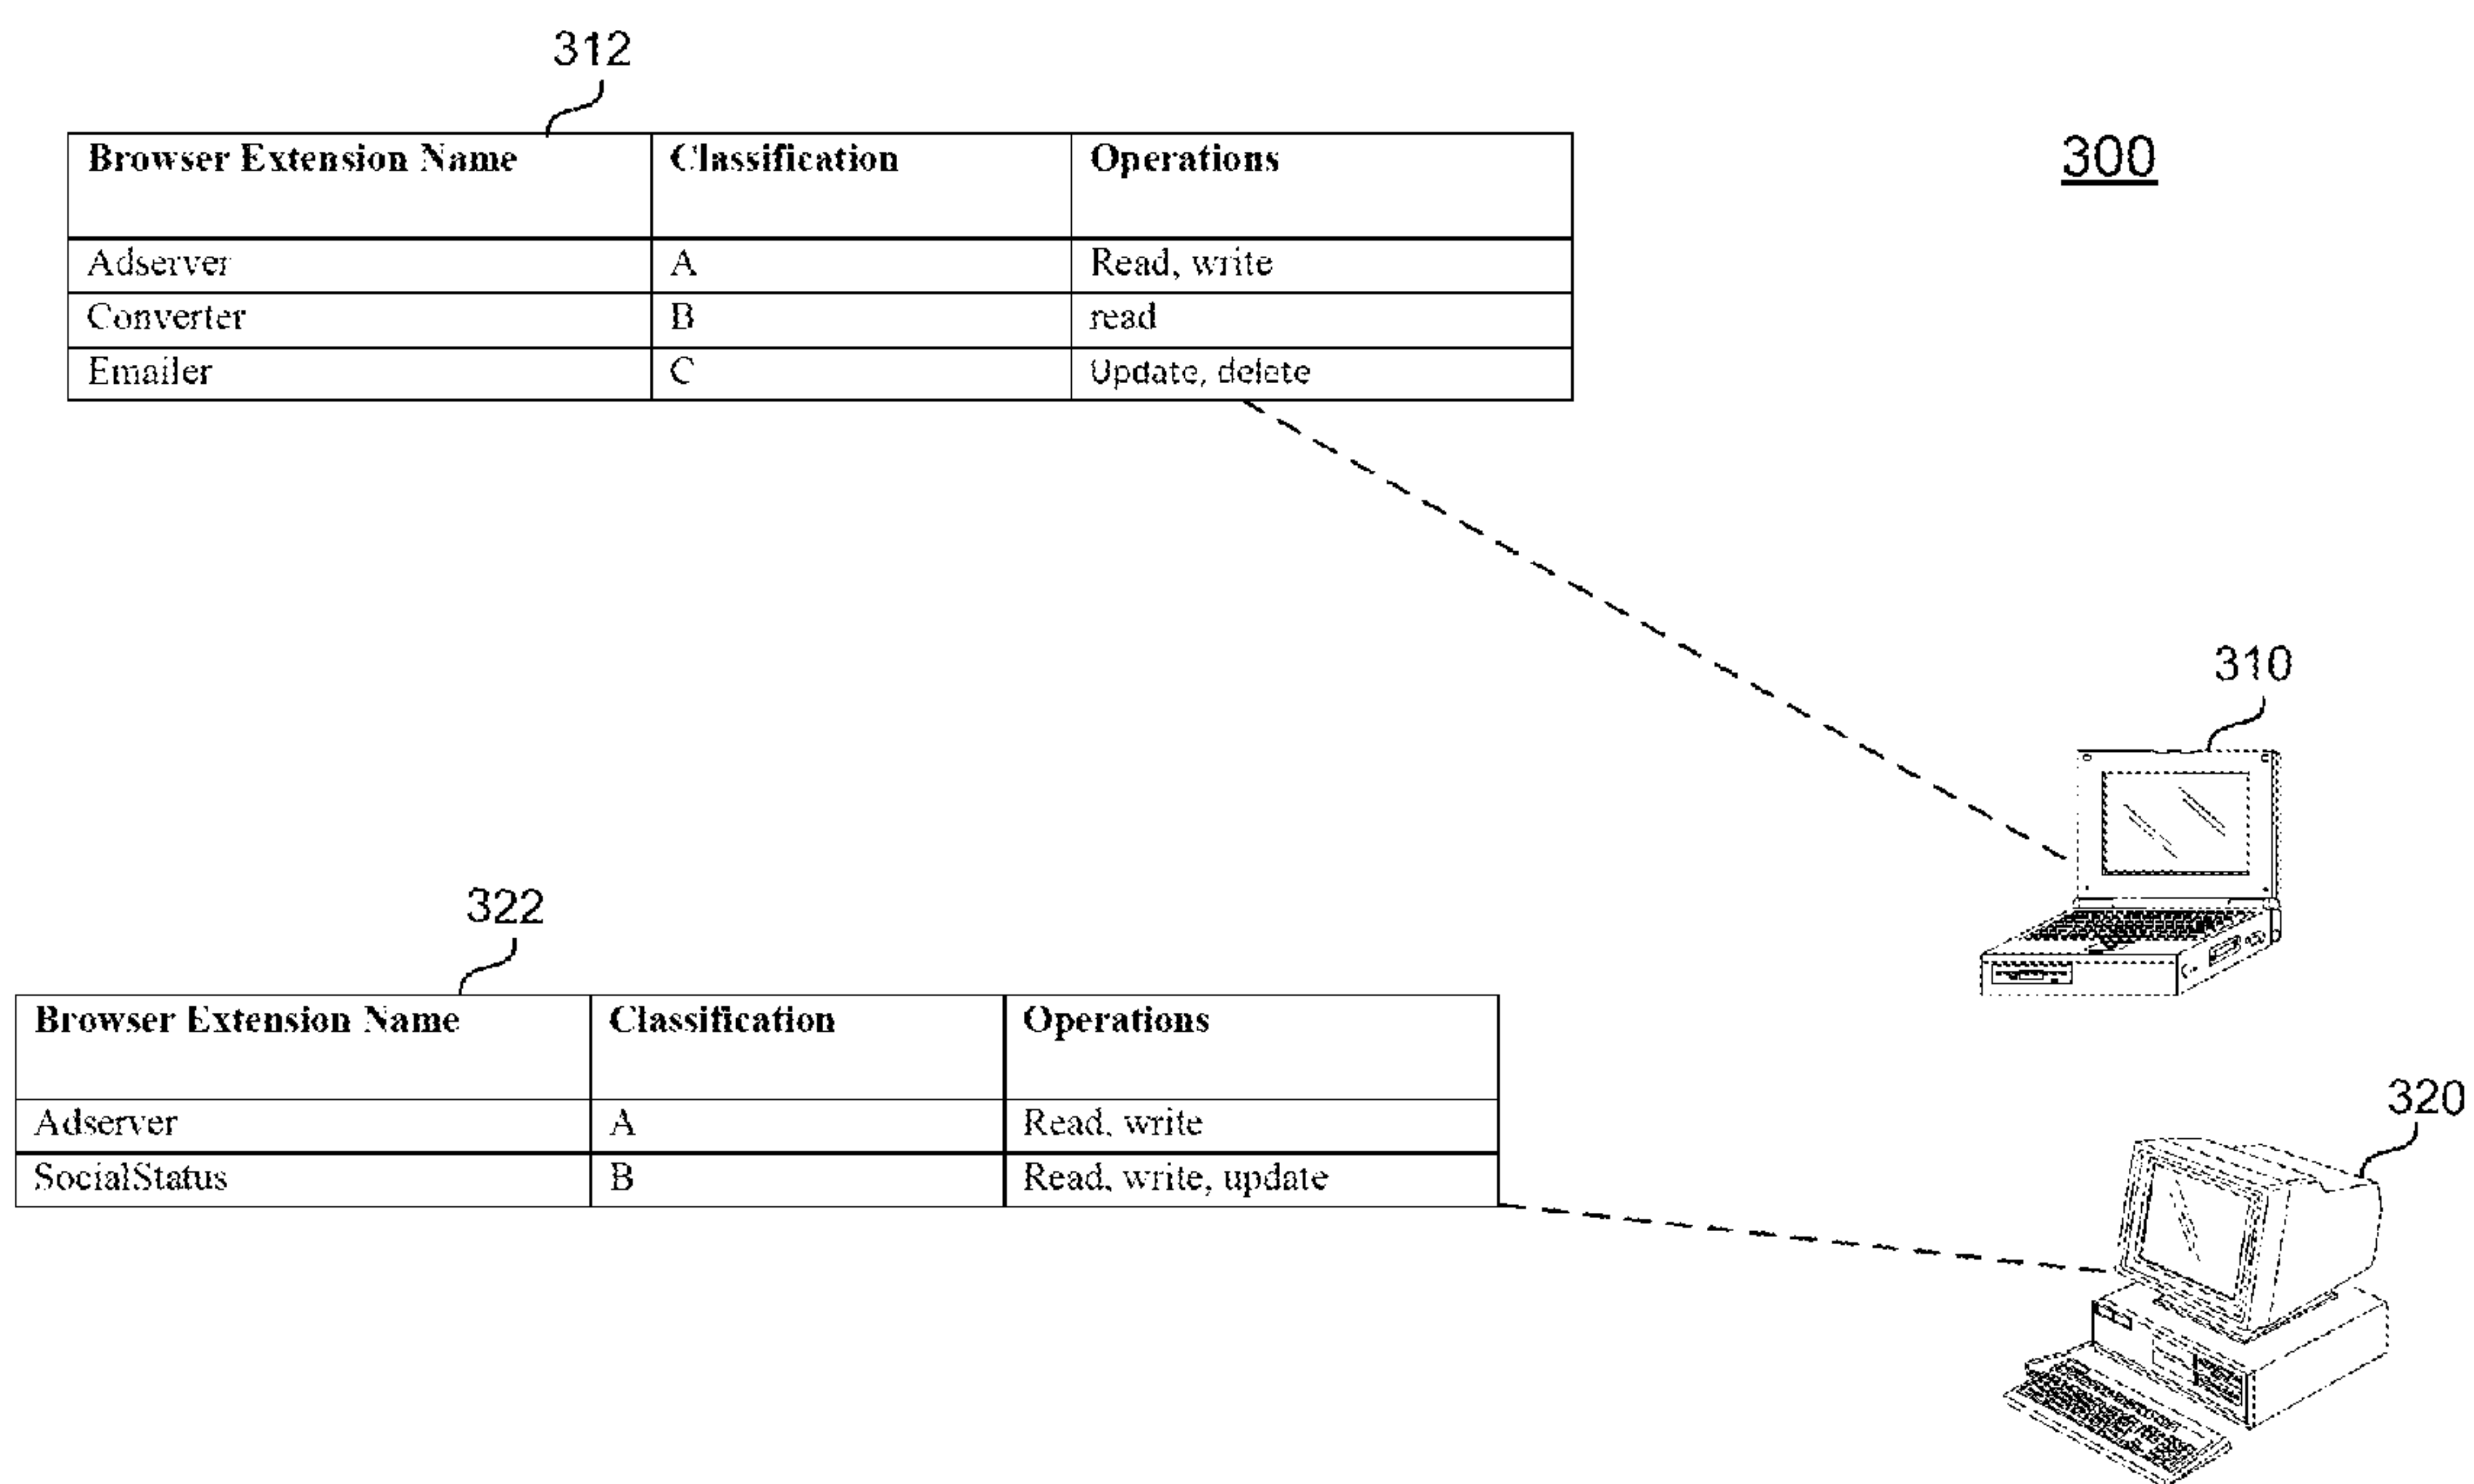 312
300
Browser Extension Name Classification Operations
Adserver A Read, write
Converter B read
Emailer C Update, delete
310
322
Browser Extension Name Classification Operations
Adserver A Read, write
SocialStatus B Read, write, update
320